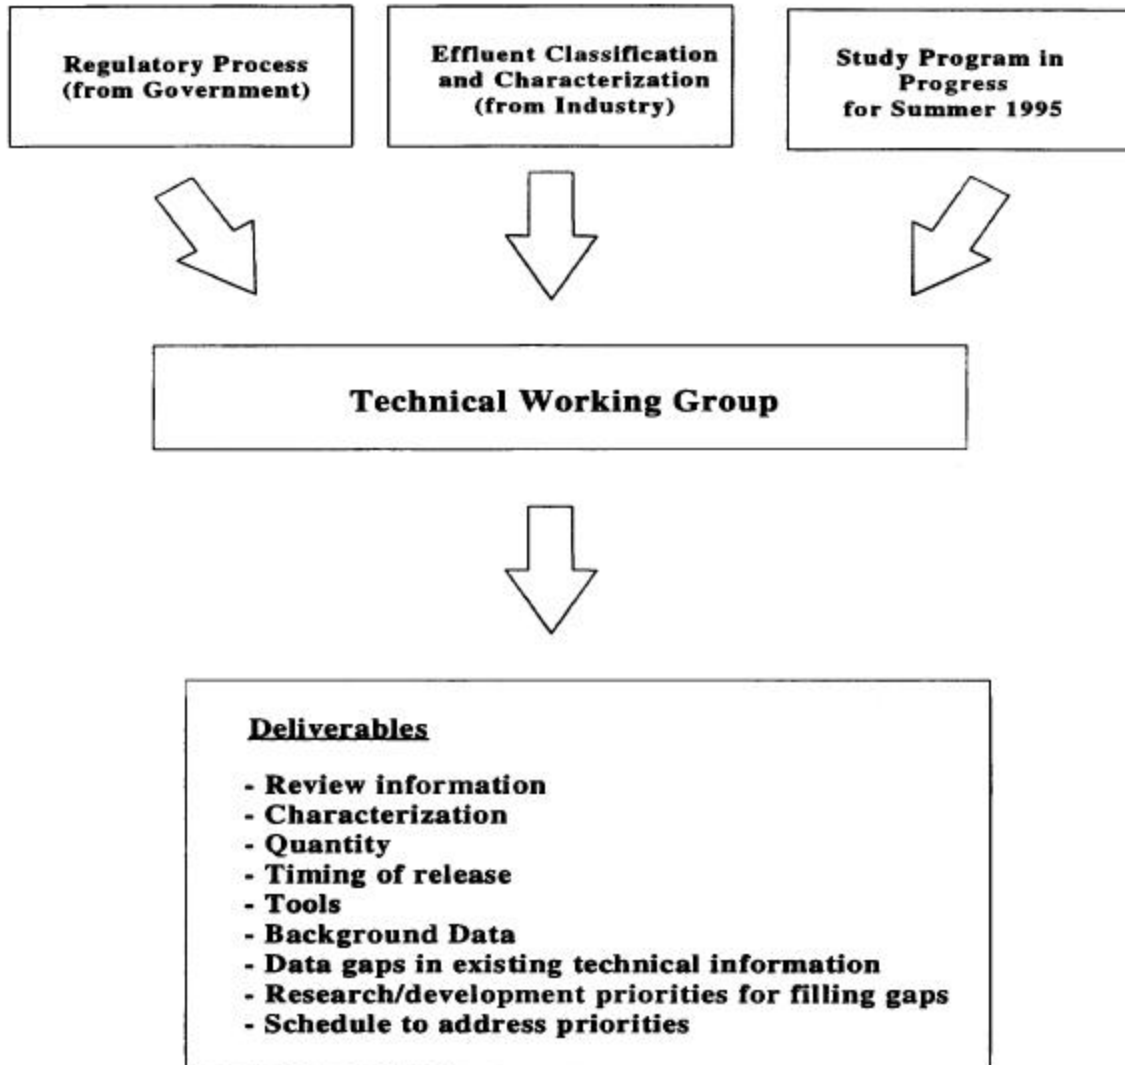 Regulatory Process
(from Government)
Effluent Classification
and Characterization
(from Industry)
Study Program in
Progress
for Summer 1995
Technical Working Group
Deliverables
- Review information
- Characterization
- Quantity
- Timing of release
- Tools
- Background Data
- Data gaps in existing technical information
- Research/development priorities for filling gaps
- Schedule to address priorities